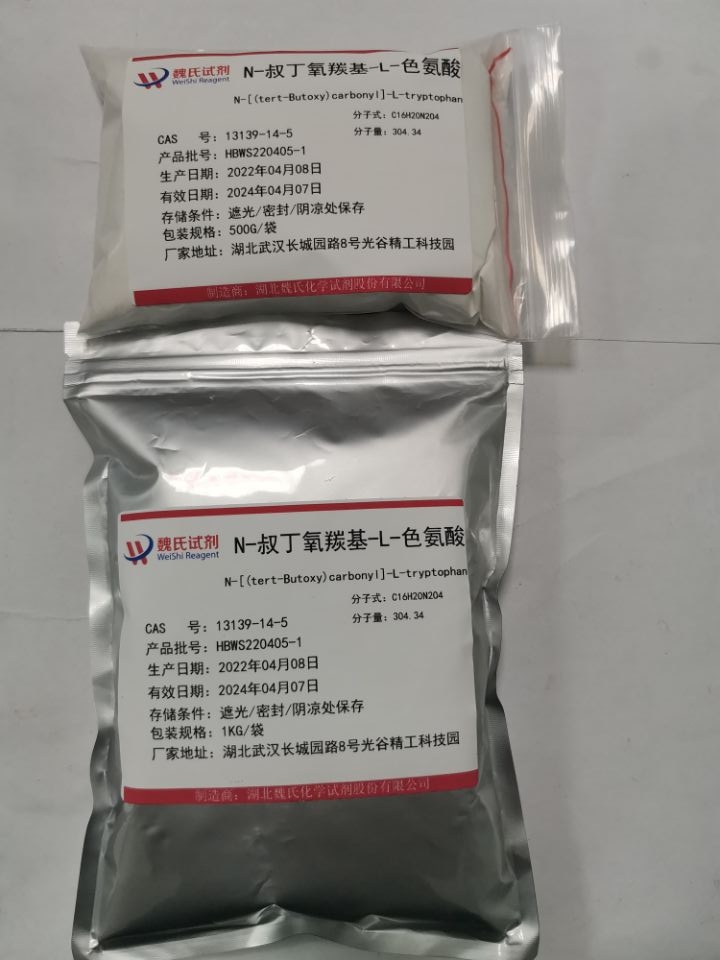 魏氏试剂
WeiShi Reagent
N-叔丁氧羰基-L-色氨酸
N-[(tert-Butoxy)carbonyl]-L-tryptophan
分子式：C16H20N2O4
CAS 号：13139-14-5
分子量：304.34
产品批号：HBWS220405-1
生产日期：2022年04月08日
有效日期：2024年04月07日
存储条件：遮光/密封/阴凉处保存
包装规格：500G/袋
厂家地址：湖北武汉长城园路8号光谷精工科技园
制造商：湖北魏氏化学试剂股份有限公司
魏氏试剂
WeiShi Reagent
N-叔丁氧羰基-L-色氨酸
N-[(tert-Butoxy)carbonyl]-L-tryptophan
分子式：C16H20N2O4
CAS 号：13139-14-5
分子量：304.34
产品批号：HBWS220405-1
生产日期：2022年04月08日
有效日期：2024年04月07日
存储条件：遮光/密封/阴凉处保存
包装规格：1KG/袋
厂家地址：湖北武汉长城园路8号光谷精工科技园
制造商：湖北魏氏化学试剂股份有限公司